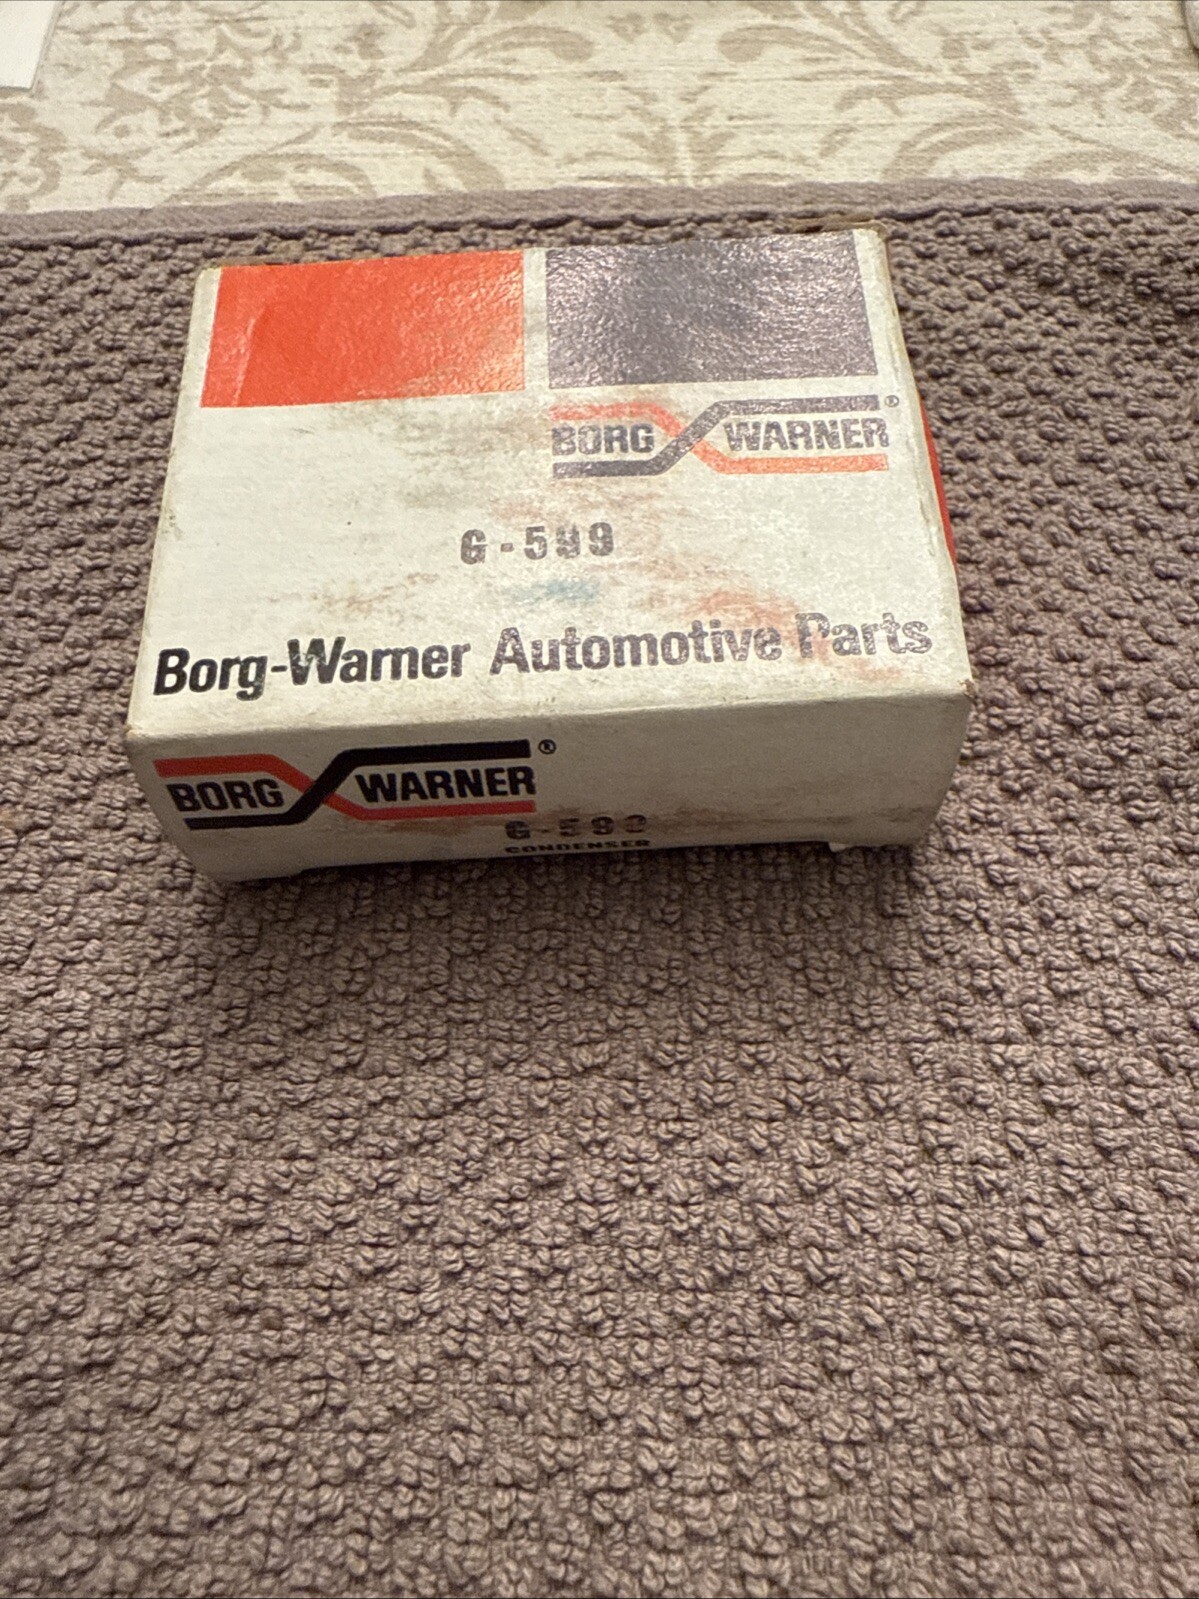 BORG WARNER®
G-599
Borg-Warner Automotive Parts
BORG WARNER®
G-599
CONDENSER